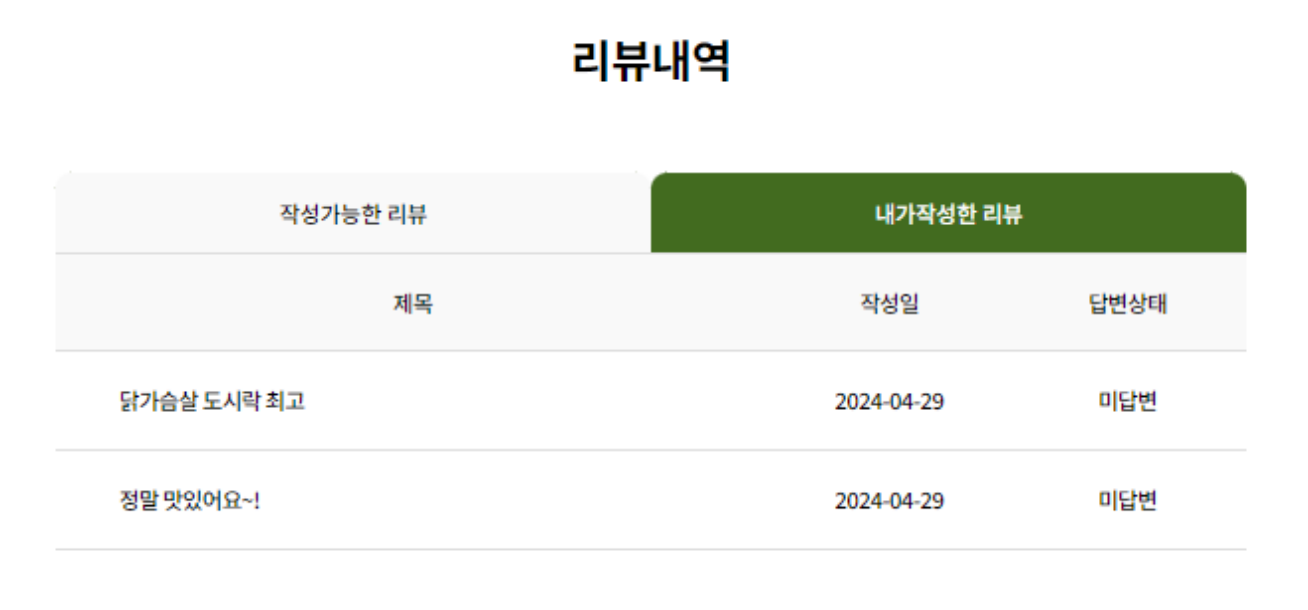 리뷰내역
작성가능한 리뷰 내가작성한 리뷰
제목 작성일 답변상태
닭가슴살 도시락 최고 2024-04-29 미답변
정말 맛있어요~! 2024-04-29 미답변